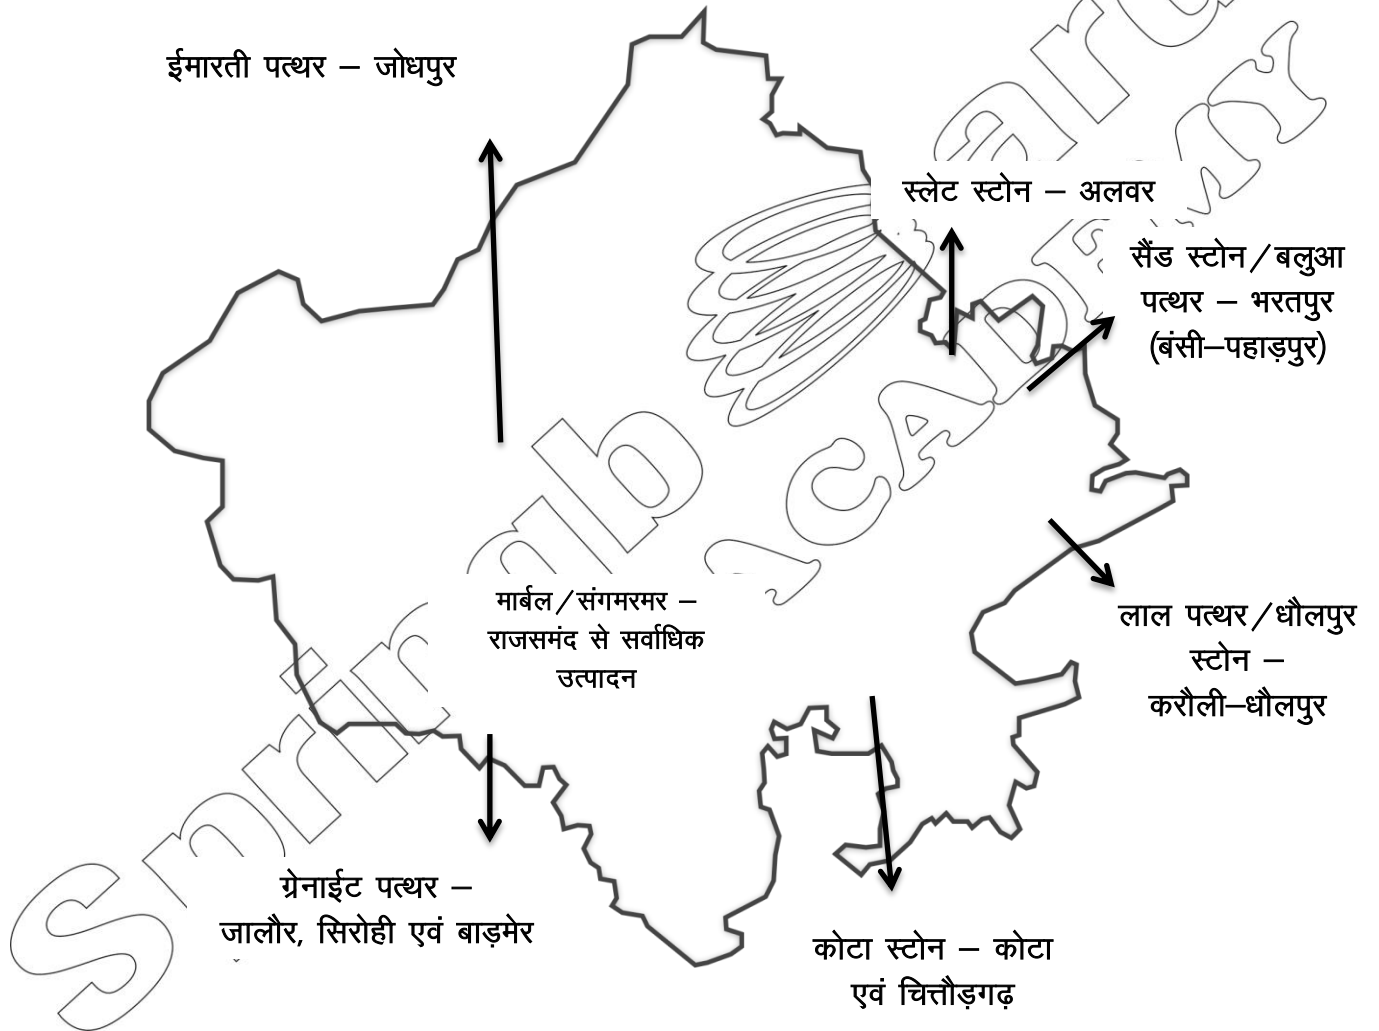 ईमारती पत्थर – जोधपुर
स्लेट स्टोन – अलवर
सैंड स्टोन/बलुआ
पत्थर – भरतपुर
(बंसी–पहाड़पुर)
मार्बल/संगमरमर –
राजसमंद से सर्वाधिक
उत्पादन
लाल पत्थर/धौलपुर
स्टोन –
करौली–धौलपुर
ग्रेनाईट पत्थर –
जालौर, सिरोही एवं बाड़मेर
कोटा स्टोन – कोटा
एवं चित्तौड़गढ़
ACADEMY